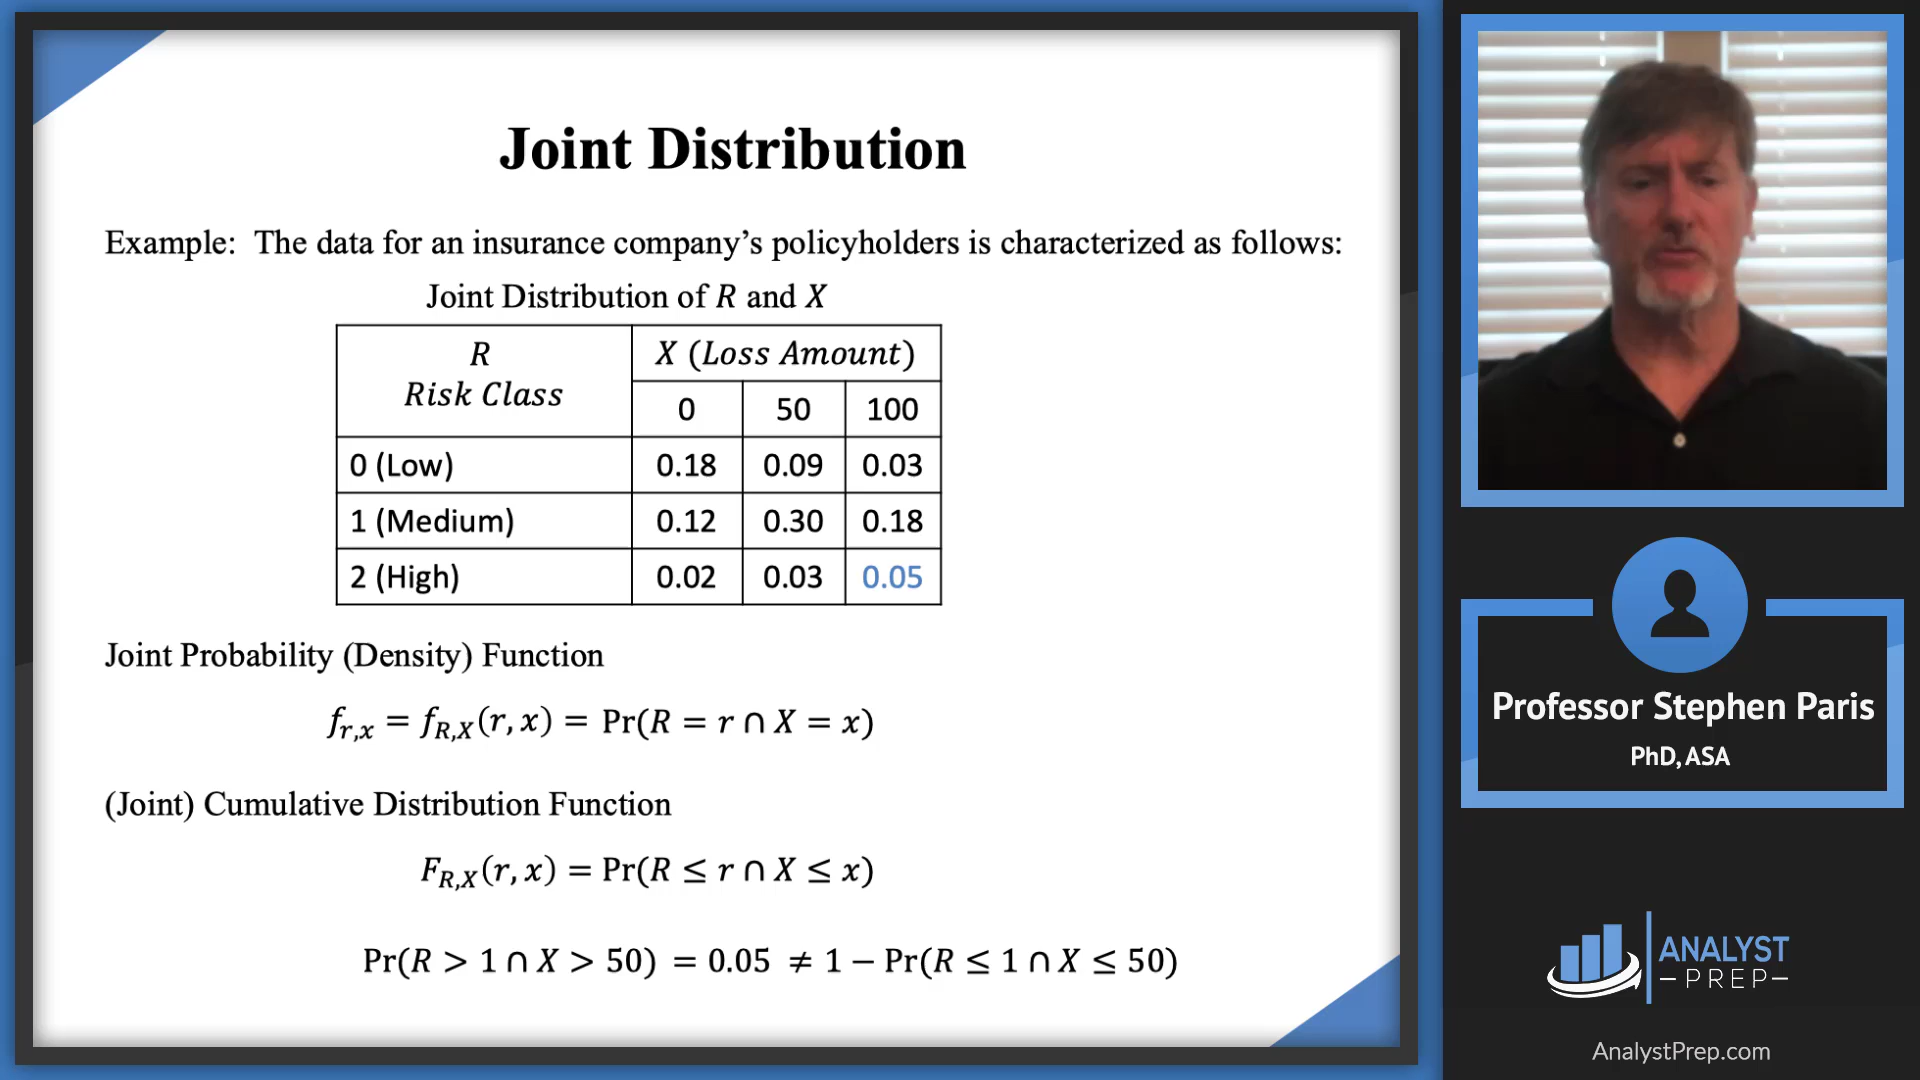 Joint Distribution
Example: The data for an insurance company’s policyholders is characterized as follows:
Joint Distribution of R and X
R X (Loss Amount)
Risk Class
0 50 100
0 (Low) 0.18 0.09 0.03
1 (Medium) 0.12 0.30 0.18
2 (High) 0.02 0.03 0.05
Joint Probability (Density) Function
f_{r,x} = f_{R,X}(r, x) = Pr(R = r ∩ X = x)
(Joint) Cumulative Distribution Function
F_{R,X}(r, x) = Pr(R ≤ r ∩ X ≤ x)
Pr(R > 1 ∩ X > 50) = 0.05 ≠ 1 − Pr(R ≤ 1 ∩ X ≤ 50)
Professor Stephen Paris
PhD, ASA
ANALYST
PREP
AnalystPrep.com